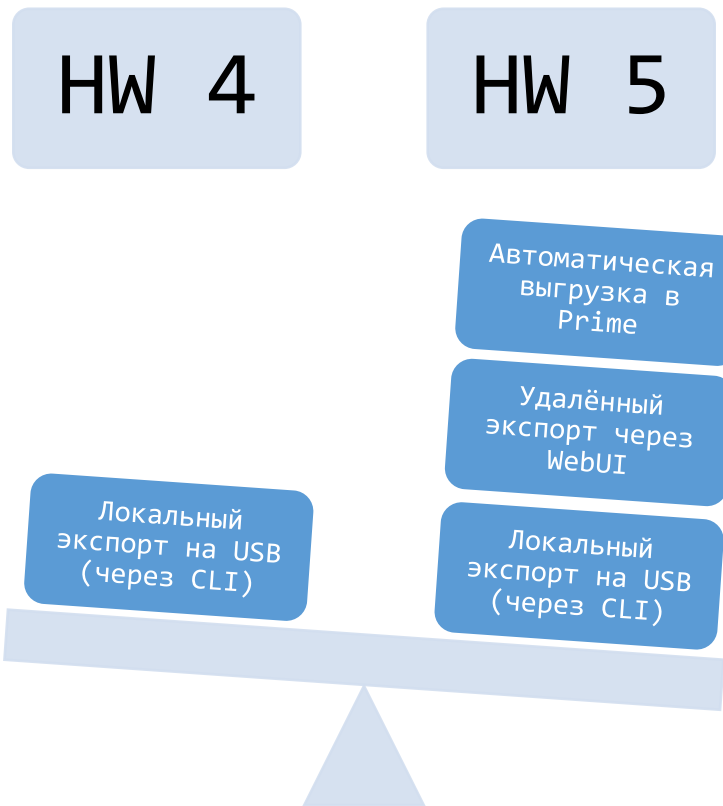 HW 4
HW 5
Автоматическая
выгрузка в
Prime
Удалённый
экспорт через
WebUI
Локальный
экспорт на USB
(через CLI)
Локальный
экспорт на USB
(через CLI)